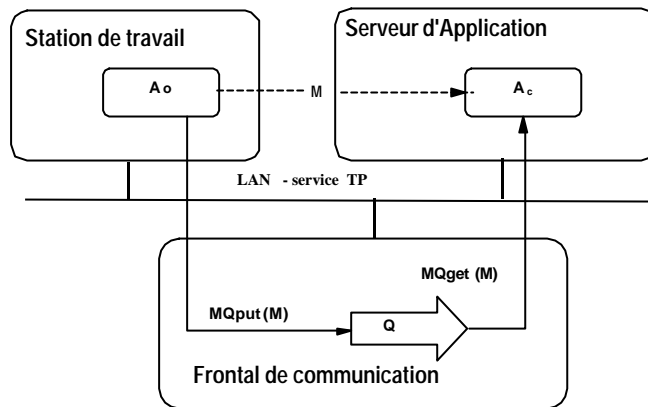 Station de travail
Serveur d'Application
Ao
M
Ac
LAN - service TP
MQget (M)
MQput (M)
Q
Frontal de communication